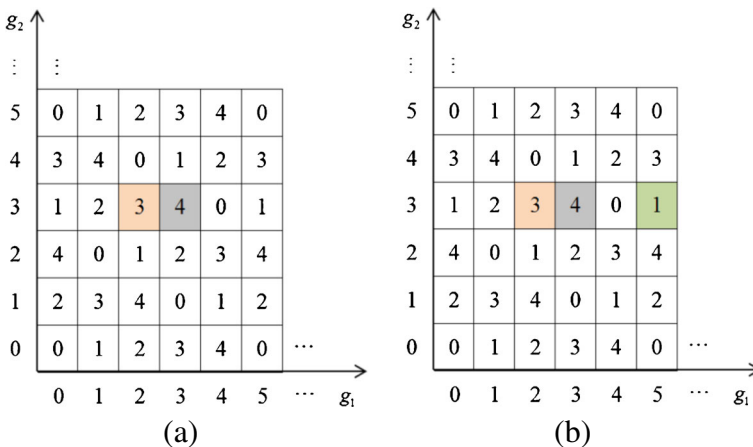 g₂ g₂
⋮ ⋮ ⋮ ⋮
5 0 1 2 3 4 0 5 0 1 2 3 4 0
4 3 4 0 1 2 3 4 3 4 0 1 2 3
3 1 2 3 4 0 1 3 1 2 3 4 0 1
2 4 0 1 2 3 4 2 4 0 1 2 3 4
1 2 3 4 0 1 2 1 2 3 4 0 1 2
0 0 1 2 3 4 0 ... 0 0 1 2 3 4 0 ...
0 1 2 3 4 5 ... g₁ 0 1 2 3 4 5 ... g₁
(a) (b)